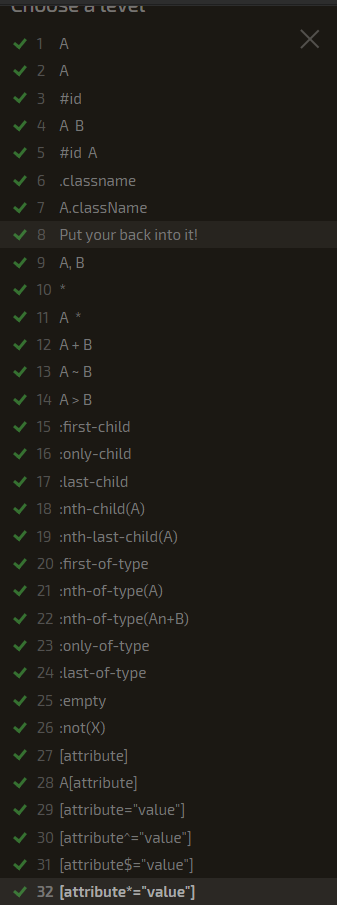 Choose a level
1 A
2 A
3 #id
4 A B
5 #id A
6 .classname
7 A.className
8 Put your back into it!
9 A, B
10 *
11 A *
12 A + B
13 A ~ B
14 A > B
15 :first-child
16 :only-child
17 :last-child
18 :nth-child(A)
19 :nth-last-child(A)
20 :first-of-type
21 :nth-of-type(A)
22 :nth-of-type(An+B)
23 :only-of-type
24 :last-of-type
25 :empty
26 :not(X)
27 [attribute]
28 A[attribute]
29 [attribute="value"]
30 [attribute^="value"]
31 [attribute$="value"]
32 [attribute*="value"]